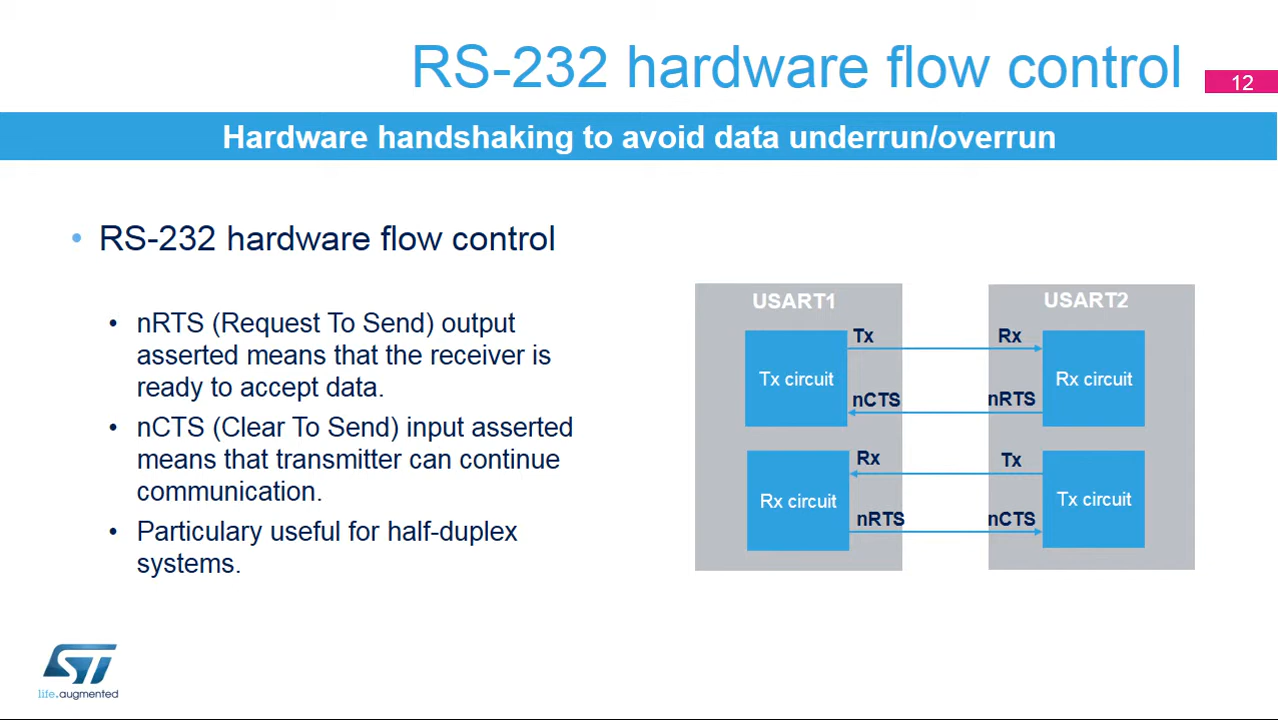 RS-232 hardware flow control
12
Hardware handshaking to avoid data underrun/overrun
• RS-232 hardware flow control
• nRTS (Request To Send) output
asserted means that the receiver is
ready to accept data.
• nCTS (Clear To Send) input asserted
means that transmitter can continue
communication.
• Particulary useful for half-duplex
systems.
USART1
USART2
Tx
Rx
Tx circuit
Rx circuit
nCTS
nRTS
Rx
Tx
Rx circuit
Tx circuit
nRTS
nCTS
ST
life.augmented